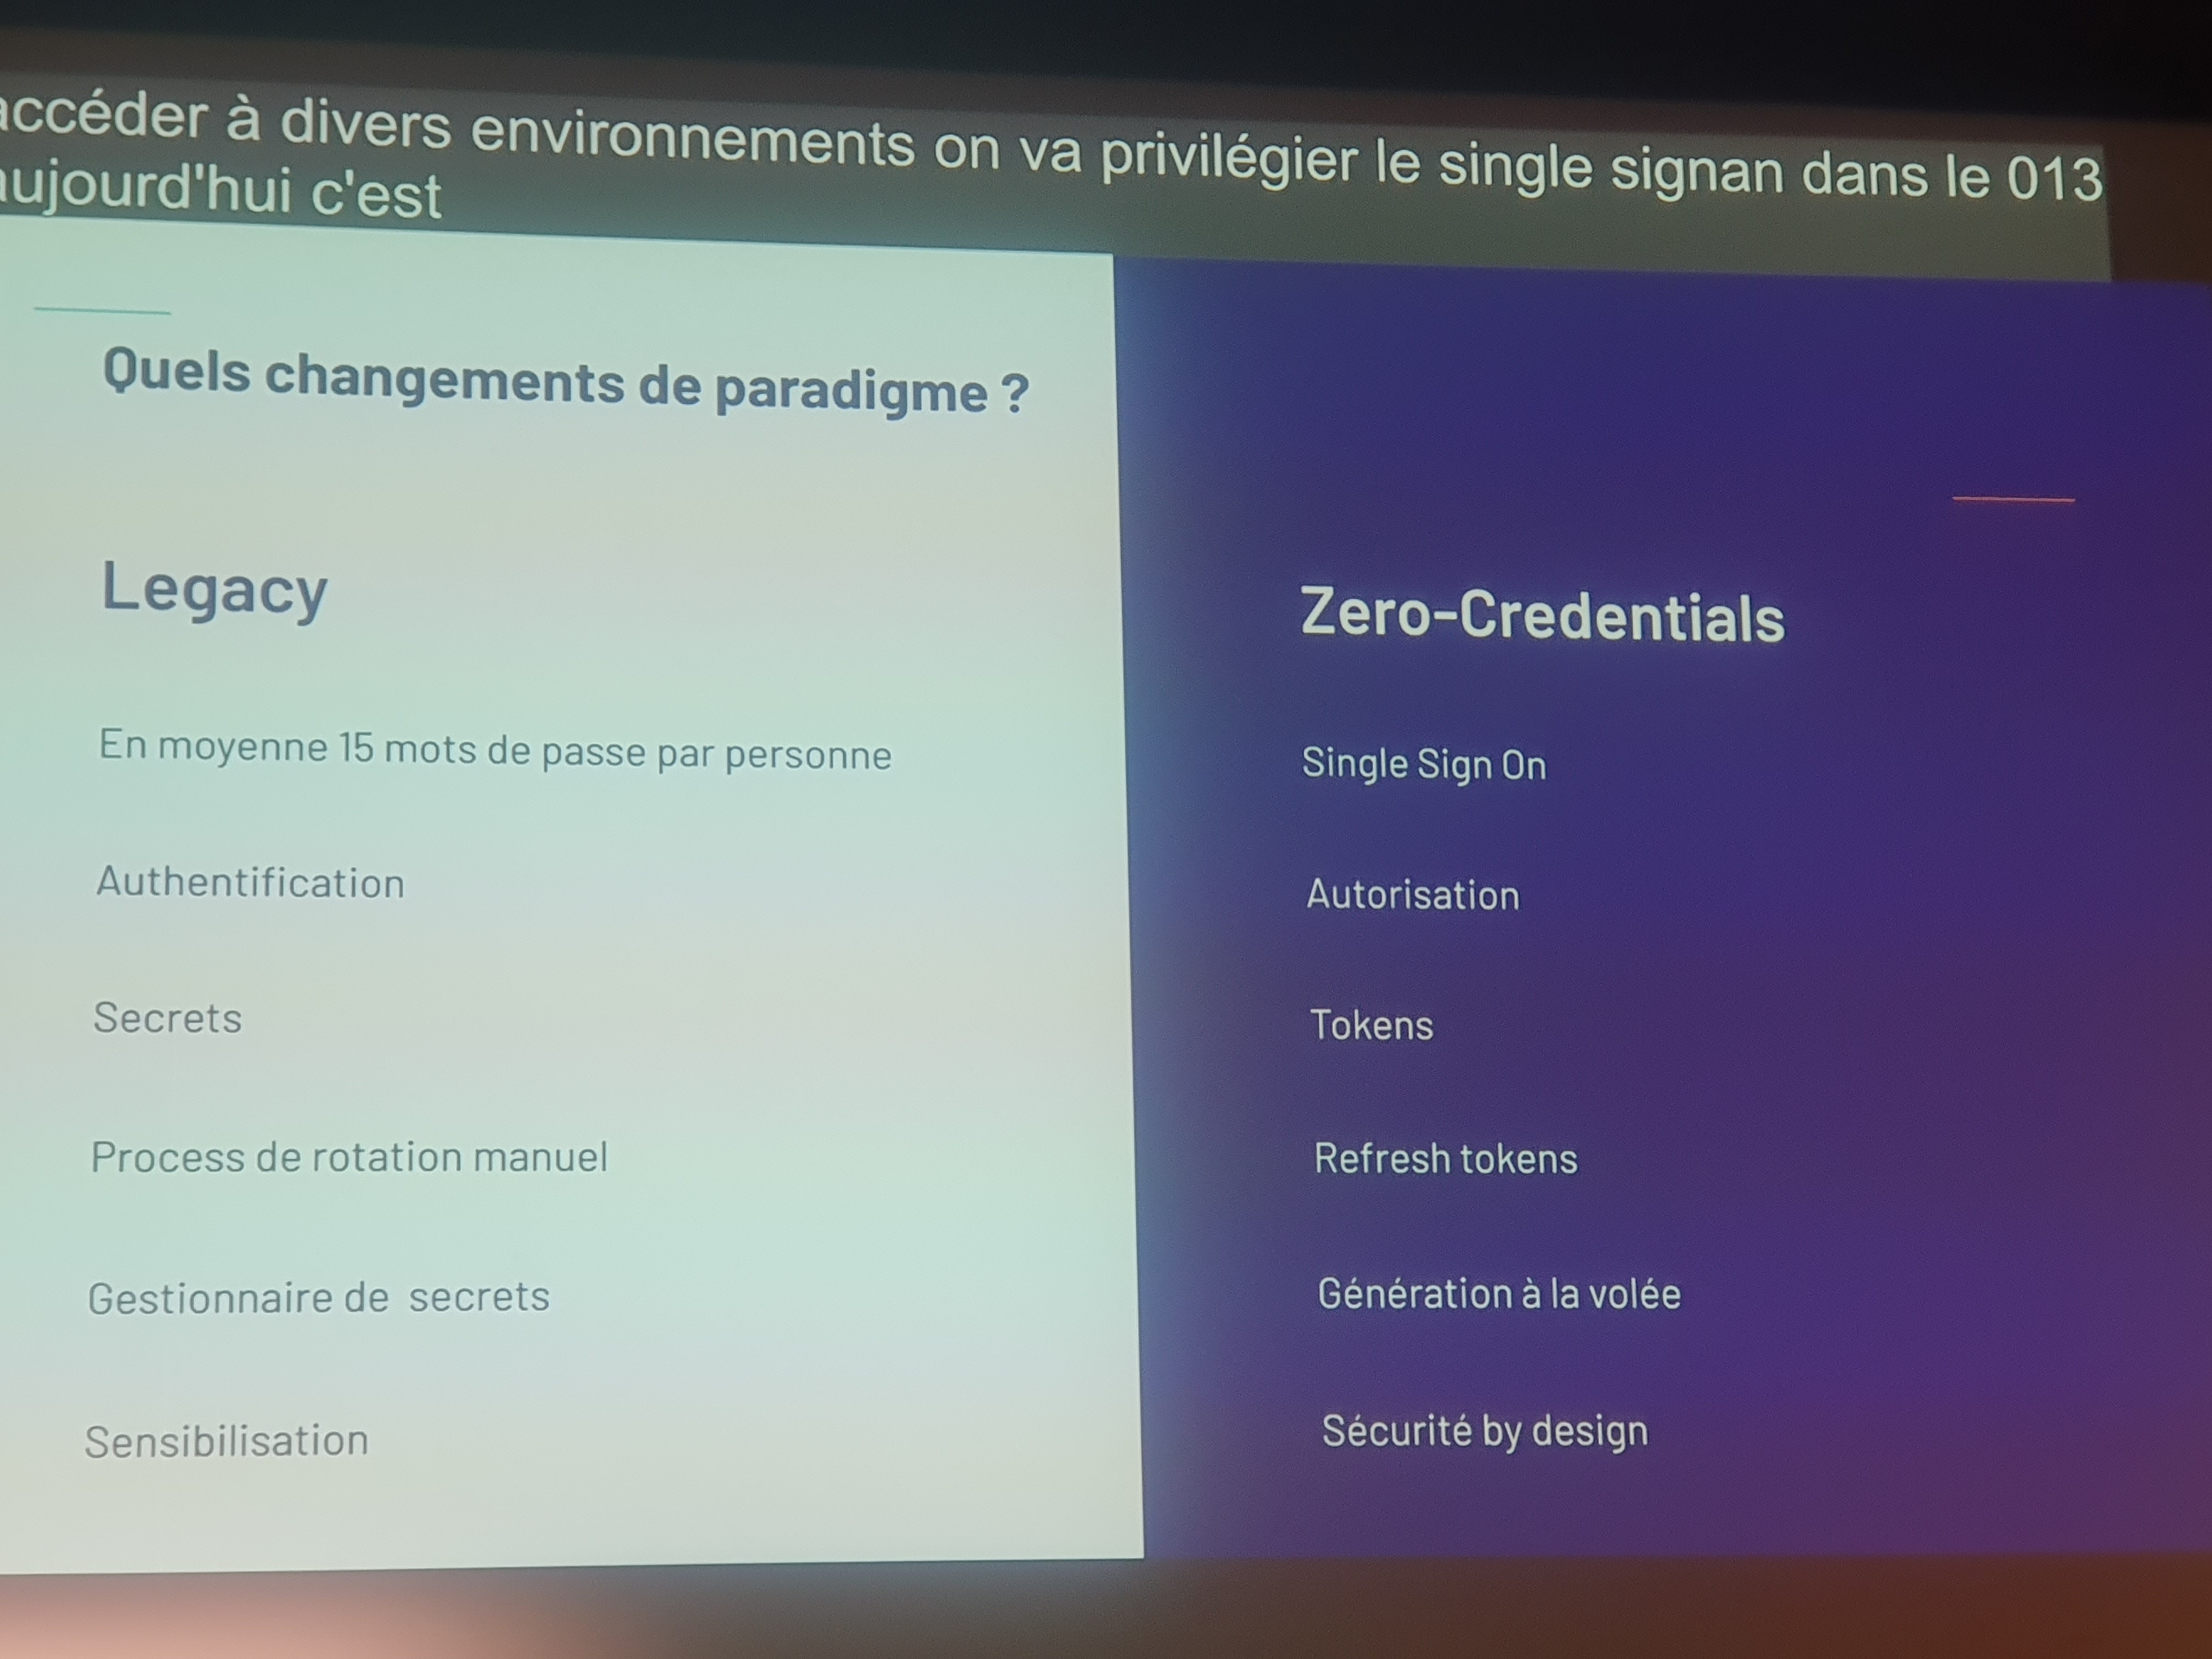 accéder à divers environnements on va privilégier le single signan dans le 013
aujourd'hui c'est
Quels changements de paradigme ?
Legacy
En moyenne 15 mots de passe par personne
Authentification
Secrets
Process de rotation manuel
Gestionnaire de secrets
Sensibilisation
Zero-Credentials
Single Sign On
Autorisation
Tokens
Refresh tokens
Génération à la volée
Sécurité by design